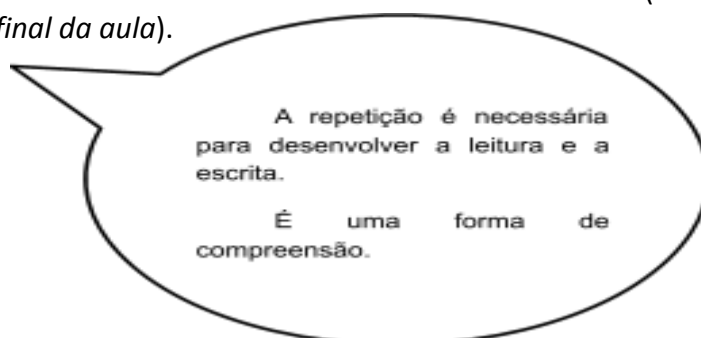 final da aula).
A repetição é necessária
para desenvolver a leitura e a
escrita.
É uma forma de
compreensão.